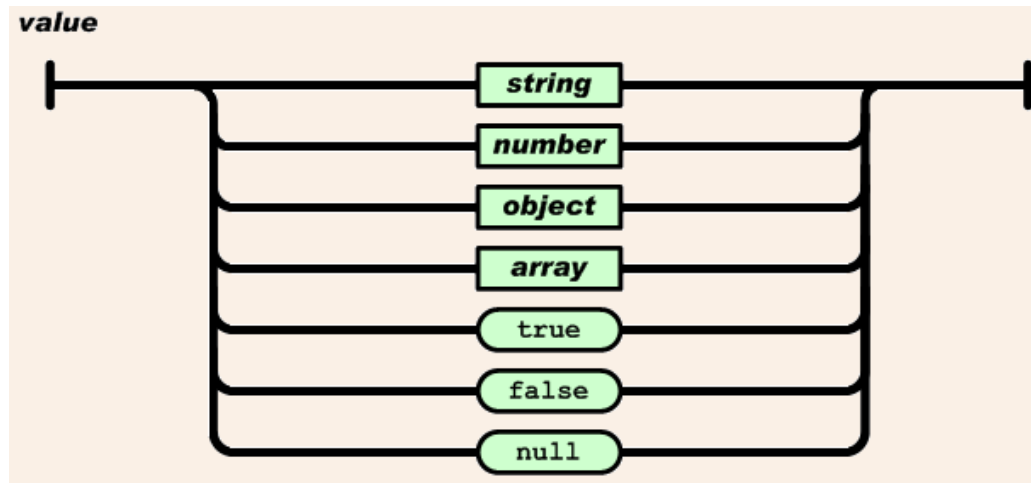 value
string
number
object
array
true
false
null